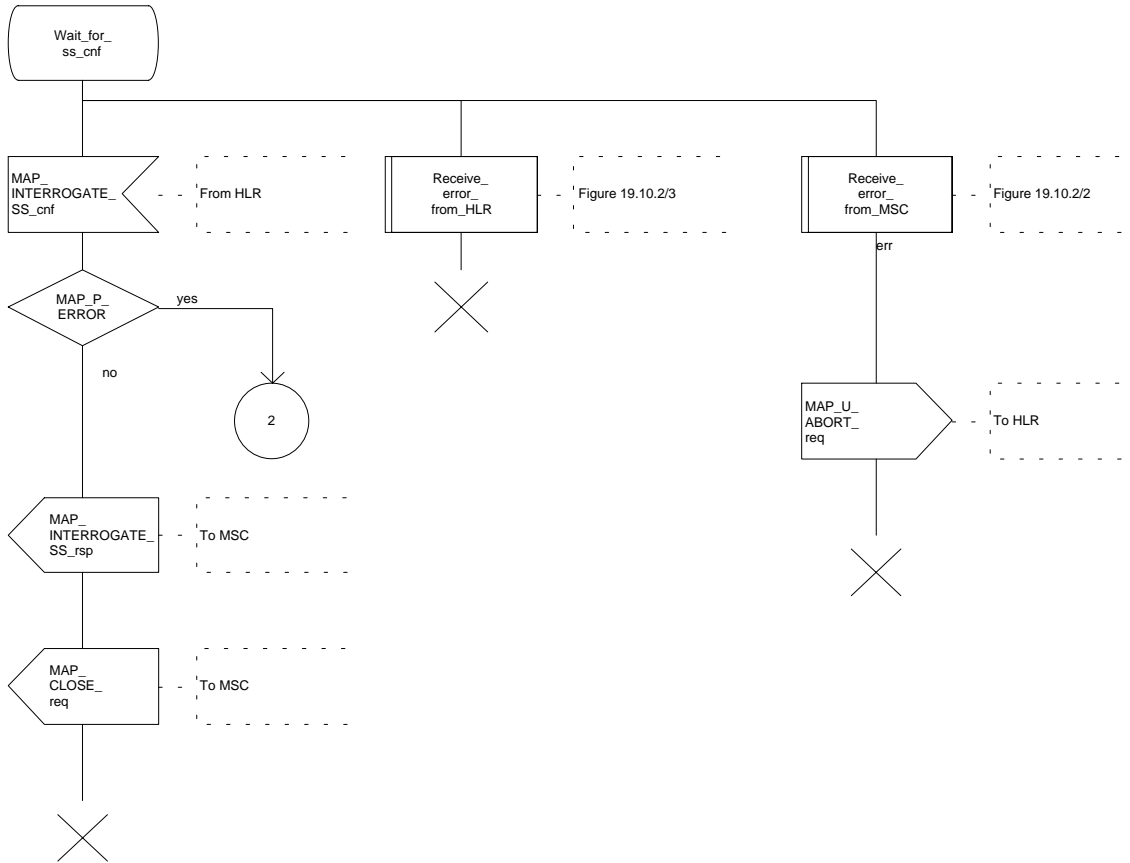 Wait_for_
ss_cnf
MAP_
INTERROGATE_
SS_cnf
From HLR
Receive_
error_
from_HLR
Figure 19.10.2/3
Receive_
error_
from_MSC
Figure 19.10.2/2
err
MAP_P_
ERROR
yes
no
2
MAP_U_
ABORT_
req
To HLR
MAP_
INTERROGATE_
SS_rsp
To MSC
MAP_
CLOSE_
req
To MSC